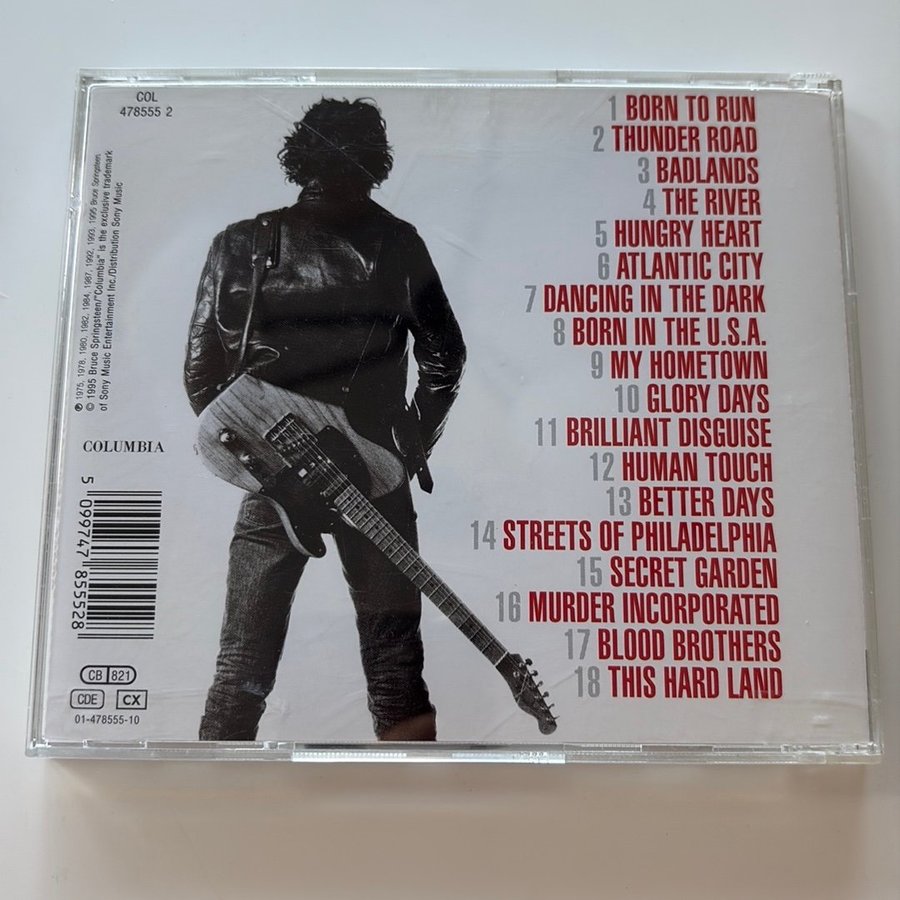 COL
478555 2
℗ 1975, 1978, 1980, 1982, 1984, 1987, 1992, 1993, 1995 Bruce Springsteen.
© 1995 Bruce Springsteen/"Columbia" is the exclusive trademark
of Sony Music Entertainment Inc./Distribution Sony Music
COLUMBIA
5 099747 855528
CB 821
CDE CX
01-478555-10
1 BORN TO RUN
2 THUNDER ROAD
3 BADLANDS
4 THE RIVER
5 HUNGRY HEART
6 ATLANTIC CITY
7 DANCING IN THE DARK
8 BORN IN THE U.S.A.
9 MY HOMETOWN
10 GLORY DAYS
11 BRILLIANT DISGUISE
12 HUMAN TOUCH
13 BETTER DAYS
14 STREETS OF PHILADELPHIA
15 SECRET GARDEN
16 MURDER INCORPORATED
17 BLOOD BROTHERS
18 THIS HARD LAND